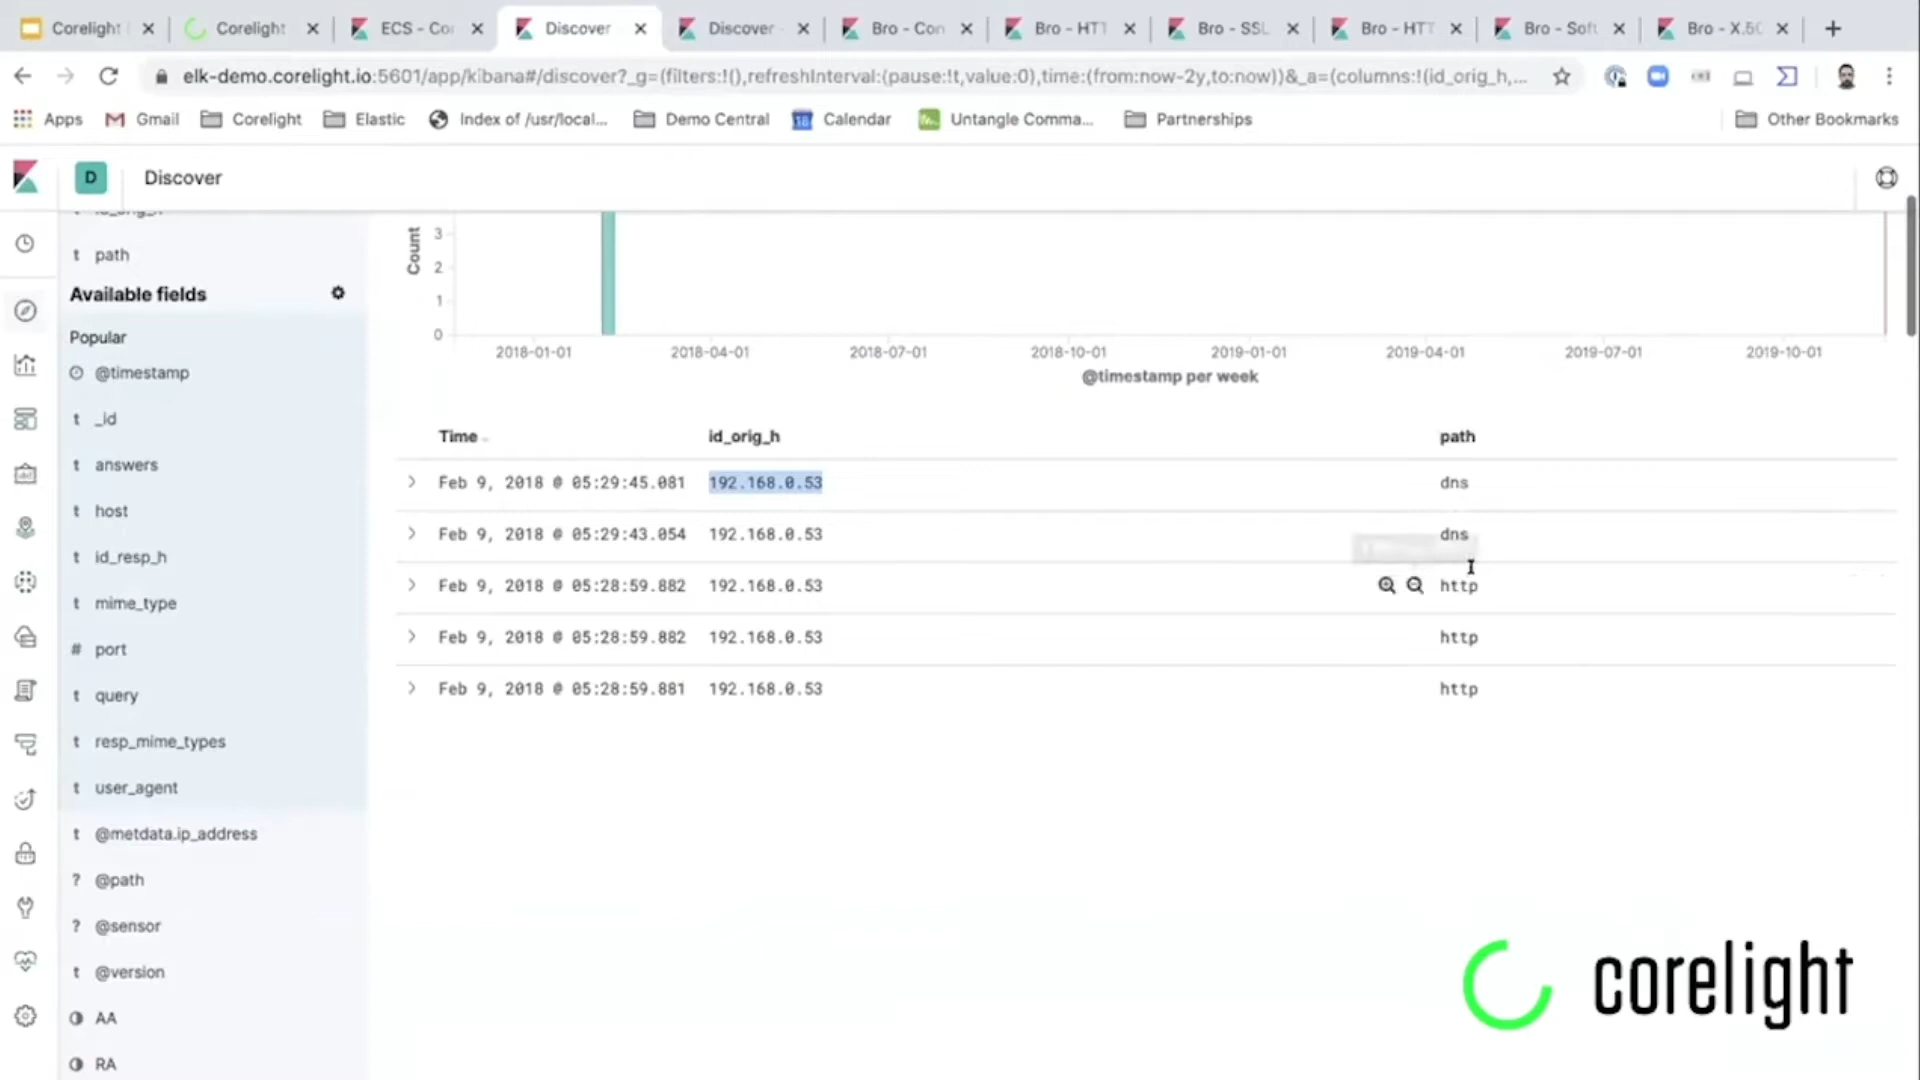 Corelight
Corelight
ECS - Co
Discover
Discover
Bro - Con
Bro - HTT
Bro - SSL
Bro - HTT
Bro - Soft
Bro - X.50
elk-demo.corelight.io:5601/app/kibana#/discover?_g=(filters:!(),refreshInterval:(pause:!t,value:0),time:(from:now-2y,to:now))&_a=(columns:!(id_orig_h,...
Apps
Gmail
Corelight
Elastic
Index of /usr/local...
Demo Central
Calendar
Untangle Comma...
Partnerships
Other Bookmarks
D
Discover
t id_orig_h
t path
Available fields
Popular
@timestamp
t _id
t answers
t host
t id_resp_h
t mime_type
# port
t query
t resp_mime_types
t user_agent
t @metdata.ip_address
? @path
? @sensor
t @version
AA
RA
Count
3
2
1
0
2018-01-01 2018-04-01 2018-07-01 2018-10-01 2019-01-01 2019-04-01 2019-07-01 2019-10-01
@timestamp per week
Time id_orig_h path
Feb 9, 2018 @ 05:29:45.081 192.168.0.53 dns
Feb 9, 2018 @ 05:29:43.054 192.168.0.53 dns
Feb 9, 2018 @ 05:28:59.882 192.168.0.53 http
Feb 9, 2018 @ 05:28:59.882 192.168.0.53 http
Feb 9, 2018 @ 05:28:59.881 192.168.0.53 http
corelight